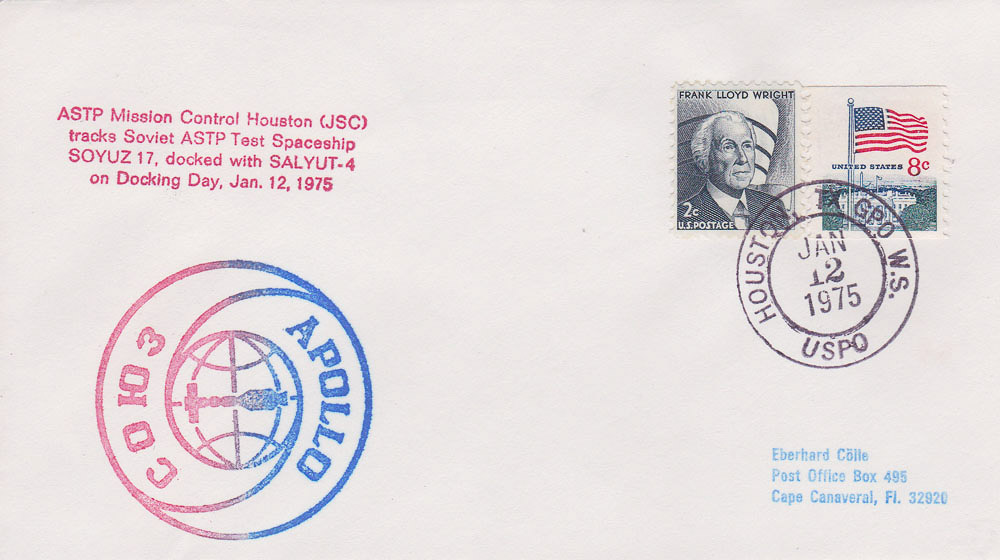 ASTP Mission Control Houston (JSC)
tracks Soviet ASTP Test Spaceship
SOYUZ 17, docked with SALYUT-4
on Docking Day, Jan. 12, 1975
FRANK LLOYD WRIGHT
2c
U.S. POSTAGE
UNITED STATES 8c
HOUSTON, TX GPO W.S.
JAN
12
1975
USPO
СОЮЗ
APOLLO
Eberhard Cölle
Post Office Box 495
Cape Canaveral, Fl. 32920